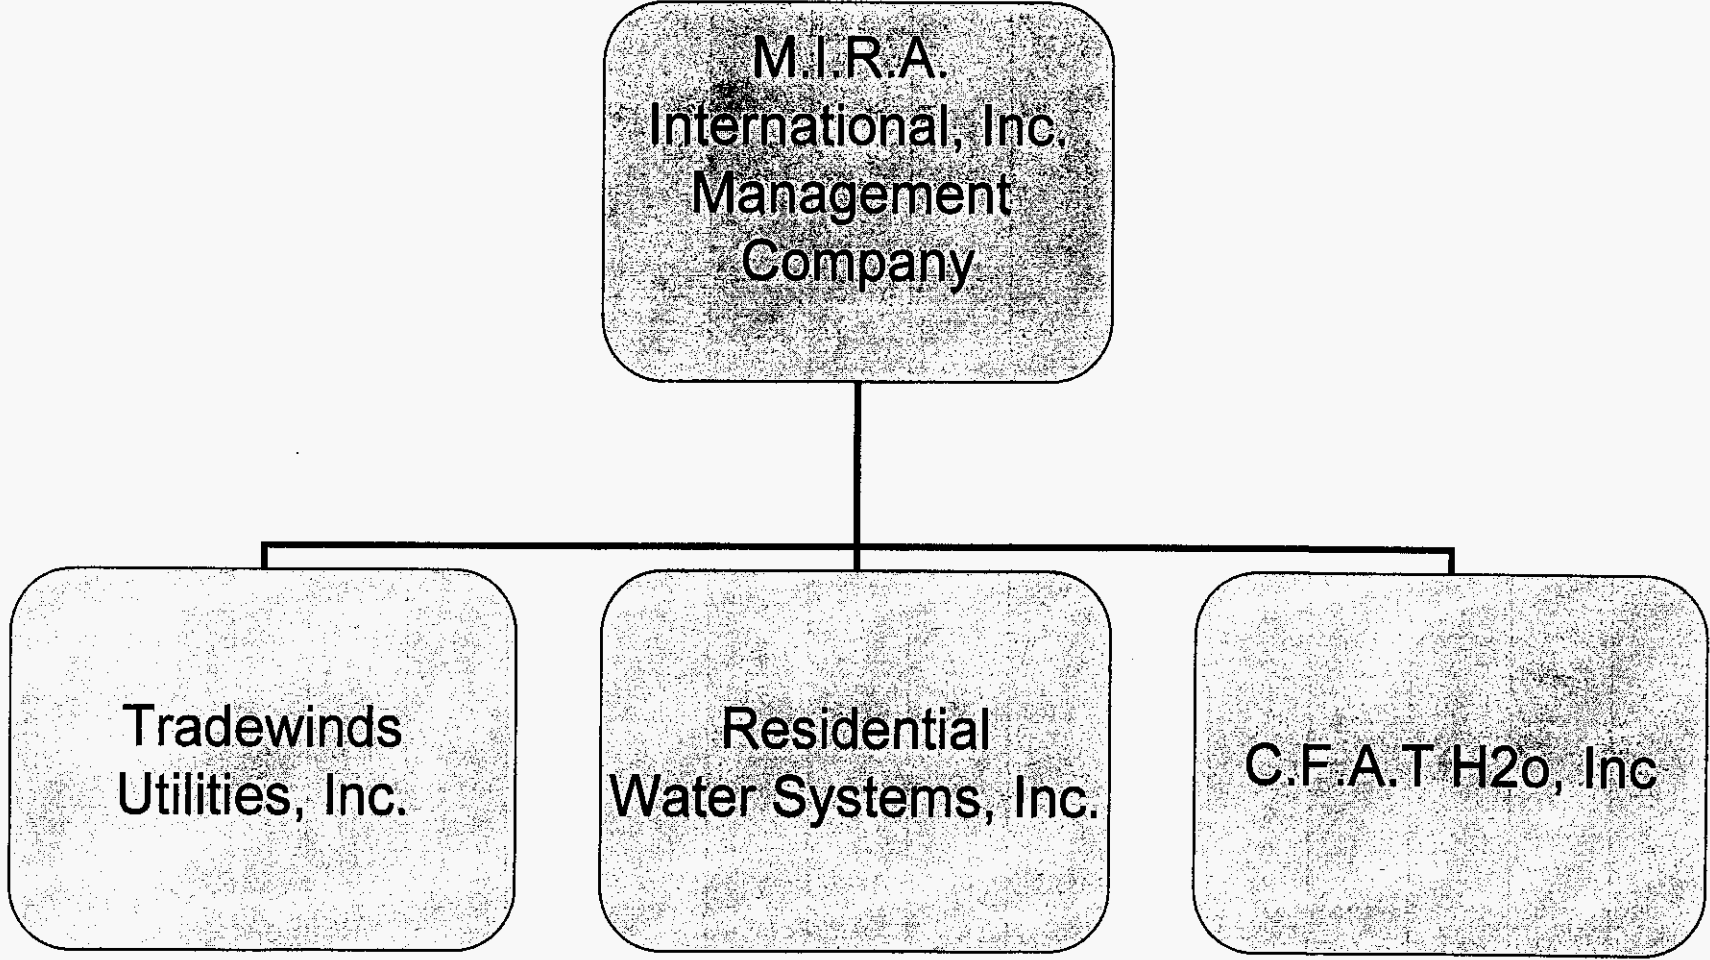 M.I.R.A.
International, Inc.
Management
Company
Tradewinds
Utilities, Inc.
Residential
Water Systems, Inc.
C.F.A.T H2o, Inc